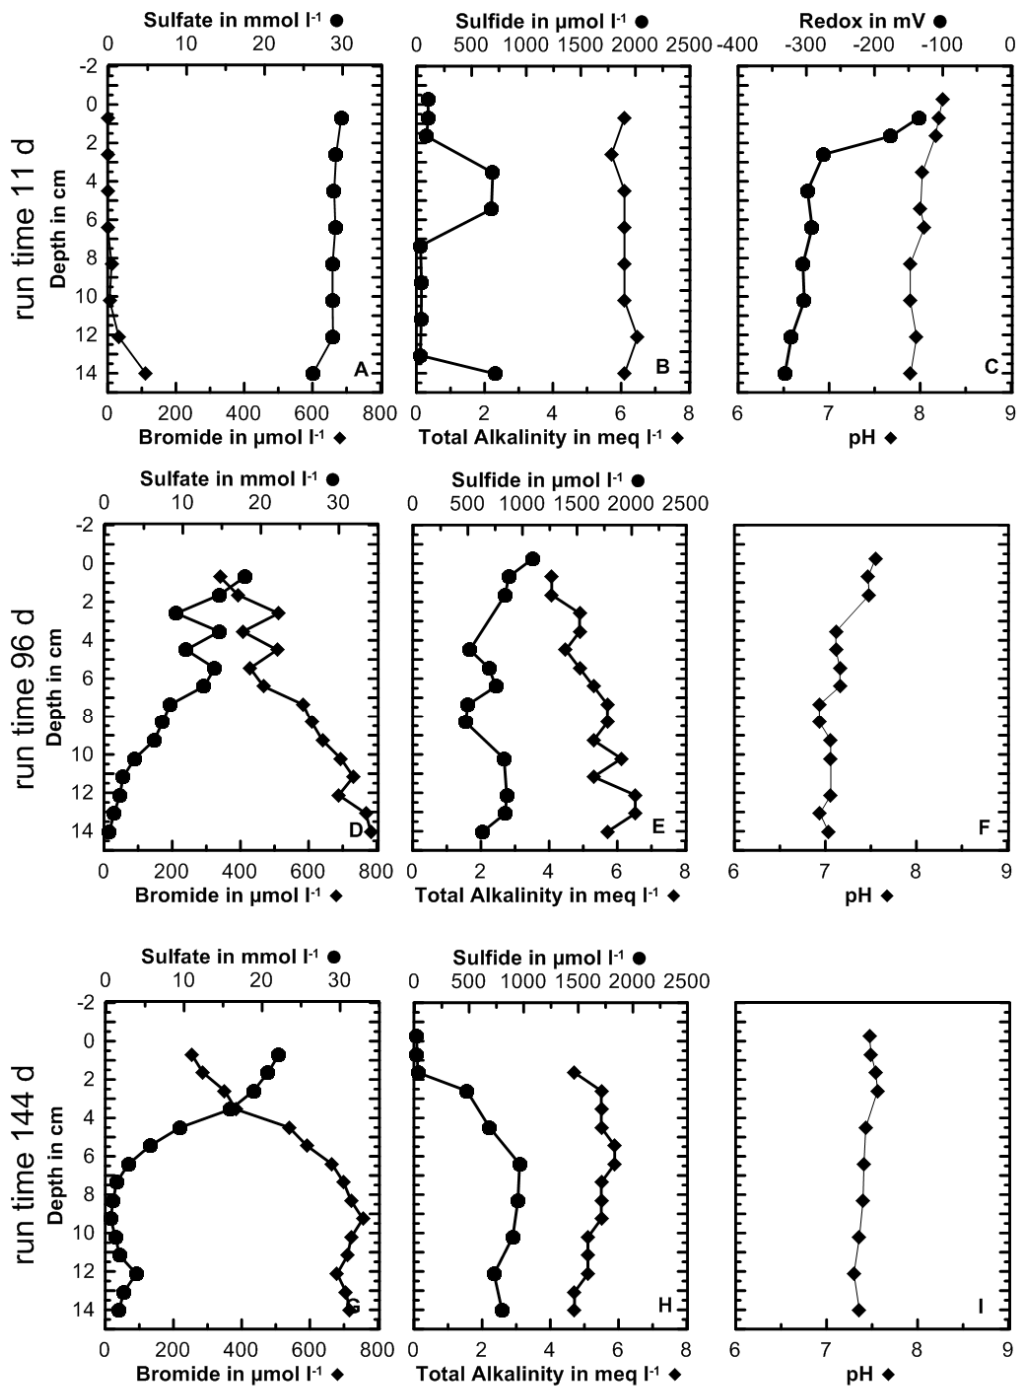 Sulfate in mmol l-1 ● Sulfide in µmol l-1 ● Redox in mV ●
0 10 20 30 0 500 1000 1500 2000 2500 -400 -300 -200 -100 0
run time 11 d
Depth in cm
-2
0
2
4
6
8
10
12
14
A B C
0 200 400 600 800 0 2 4 6 8 6 7 8 9
Bromide in µmol l-1 ◆ Total Alkalinity in meq l-1 ◆ pH ◆
Sulfate in mmol l-1 ● Sulfide in µmol l-1 ●
0 10 20 30 0 500 1000 1500 2000 2500
run time 96 d
Depth in cm
-2
0
2
4
6
8
10
12
14
D E F
0 200 400 600 800 0 2 4 6 8 6 7 8 9
Bromide in µmol l-1 ◆ Total Alkalinity in meq l-1 ◆ pH ◆
Sulfate in mmol l-1 ● Sulfide in µmol l-1 ●
0 10 20 30 0 500 1000 1500 2000 2500
run time 144 d
Depth in cm
-2
0
2
4
6
8
10
12
14
G H I
0 200 400 600 800 0 2 4 6 8 6 7 8 9
Bromide in µmol l-1 ◆ Total Alkalinity in meq l-1 ◆ pH ◆